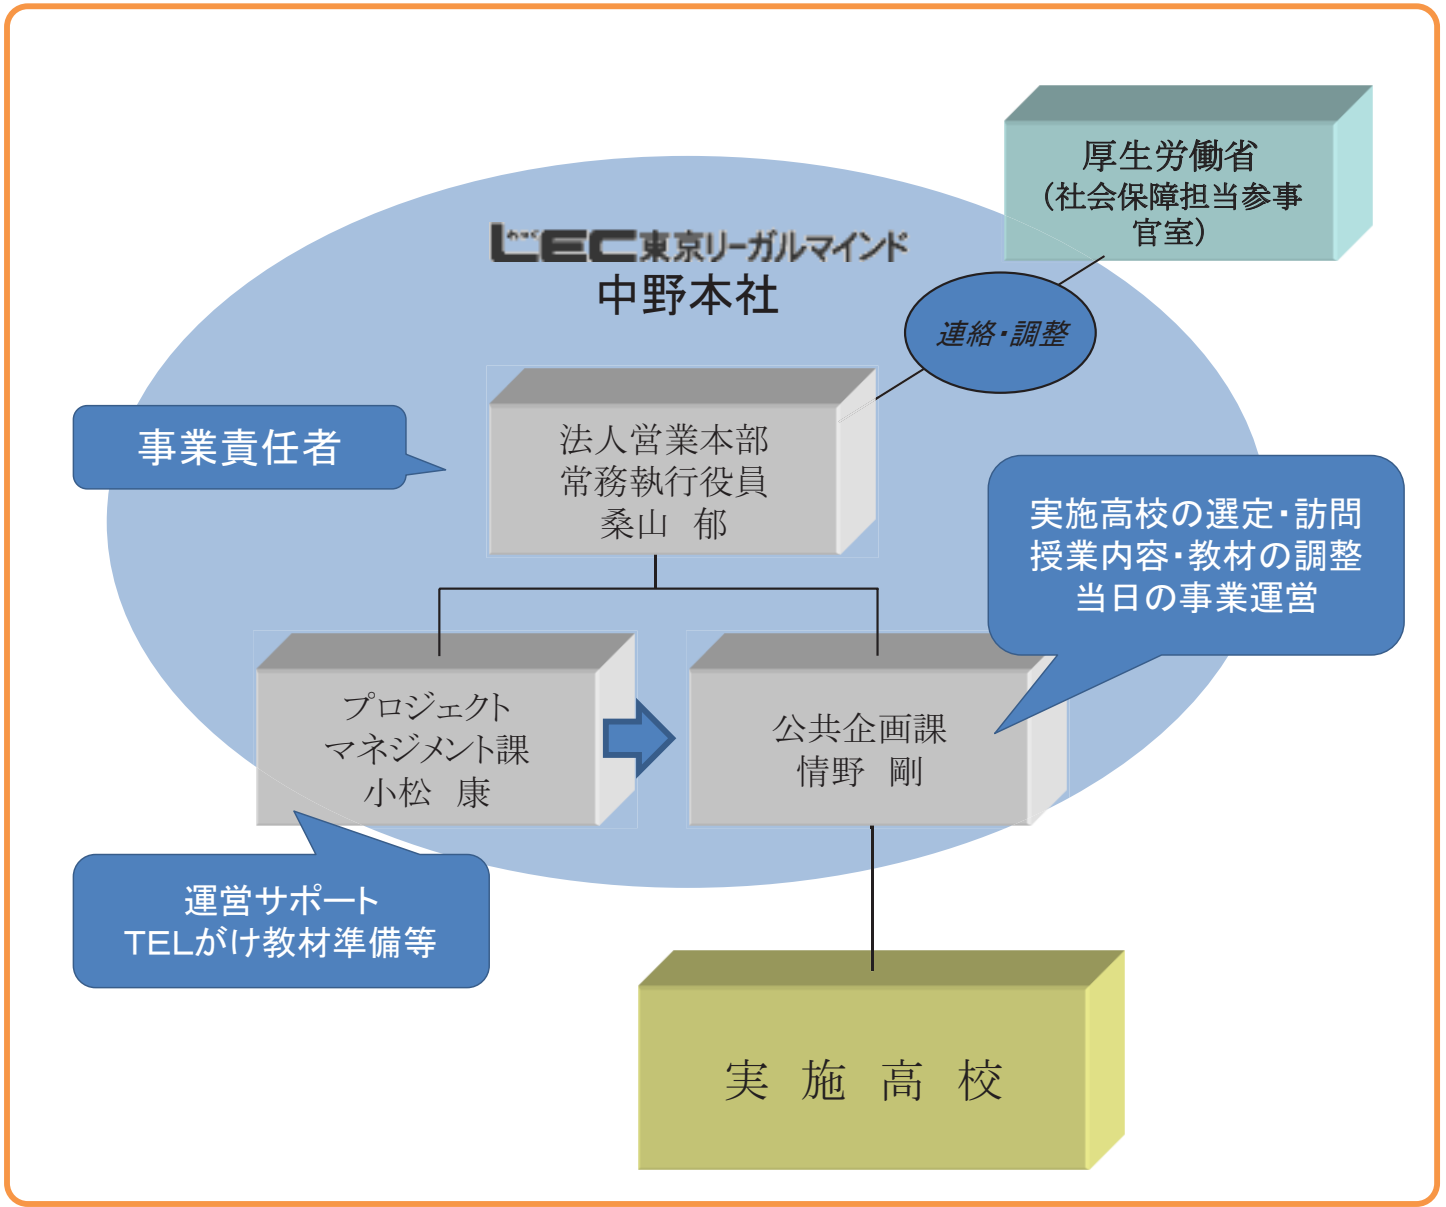 厚生労働省
(社会保障担当参事
官室)
LEC東京リーガルマインド
中野本社
連絡・調整
事業責任者
法人営業本部
常務執行役員
桑山　郁
実施高校の選定・訪問
授業内容・教材の調整
当日の事業運営
プロジェクト
マネジメント課
小松　康
公共企画課
情野　剛
運営サポート
TELがけ教材準備等
実　施　高　校